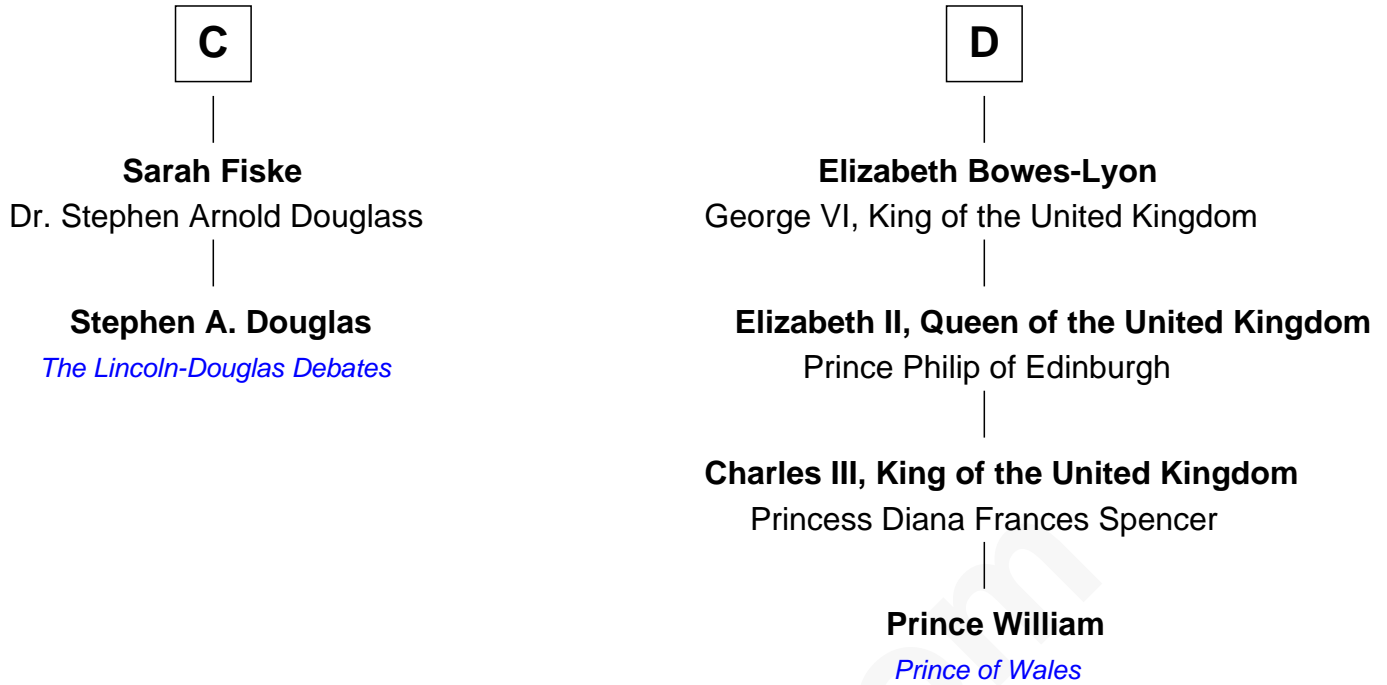 C
Sarah Fiske
Dr. Stephen Arnold Douglass
Stephen A. Douglas
The Lincoln-Douglas Debates
D
Elizabeth Bowes-Lyon
George VI, King of the United Kingdom
Elizabeth II, Queen of the United Kingdom
Prince Philip of Edinburgh
Charles III, King of the United Kingdom
Princess Diana Frances Spencer
Prince William
Prince of Wales